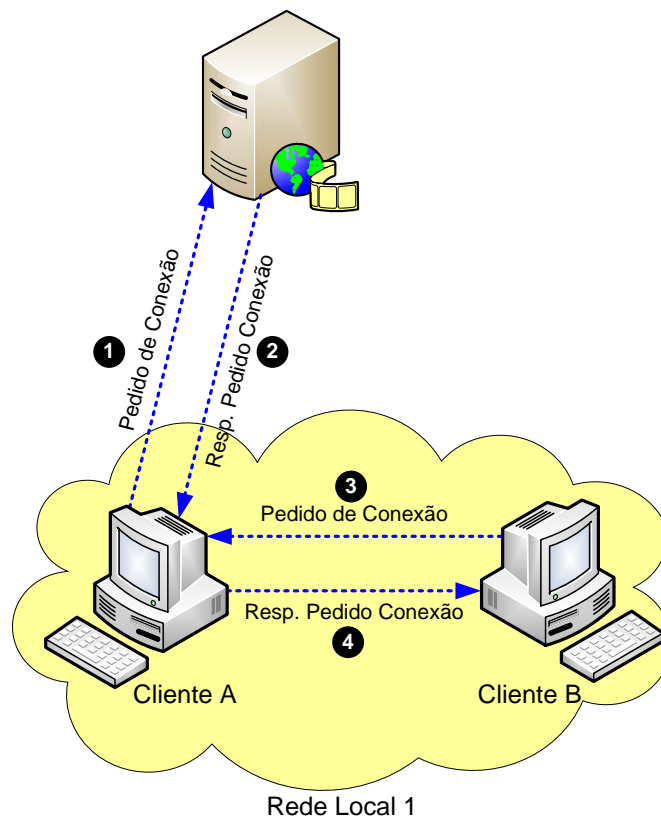 1
Pedido de Conexão
2
Resp. Pedido Conexão
3
Pedido de Conexão
Resp. Pedido Conexão
4
Cliente A
Cliente B
Rede Local 1